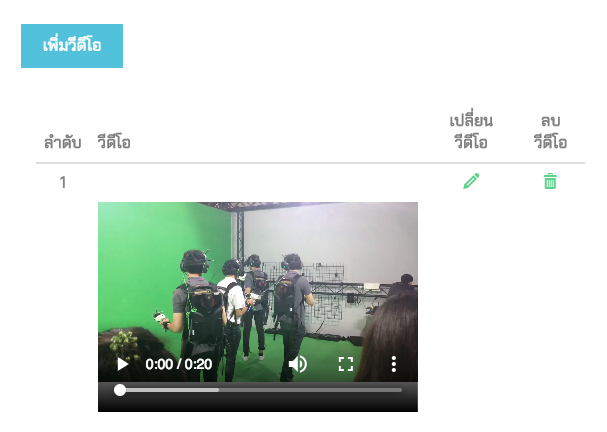 เพิ่มวีดีโอ
ลำดับ วีดีโอ เปลี่ยน วีดีโอ ลบ วีดีโอ
1
0:00 / 0:20